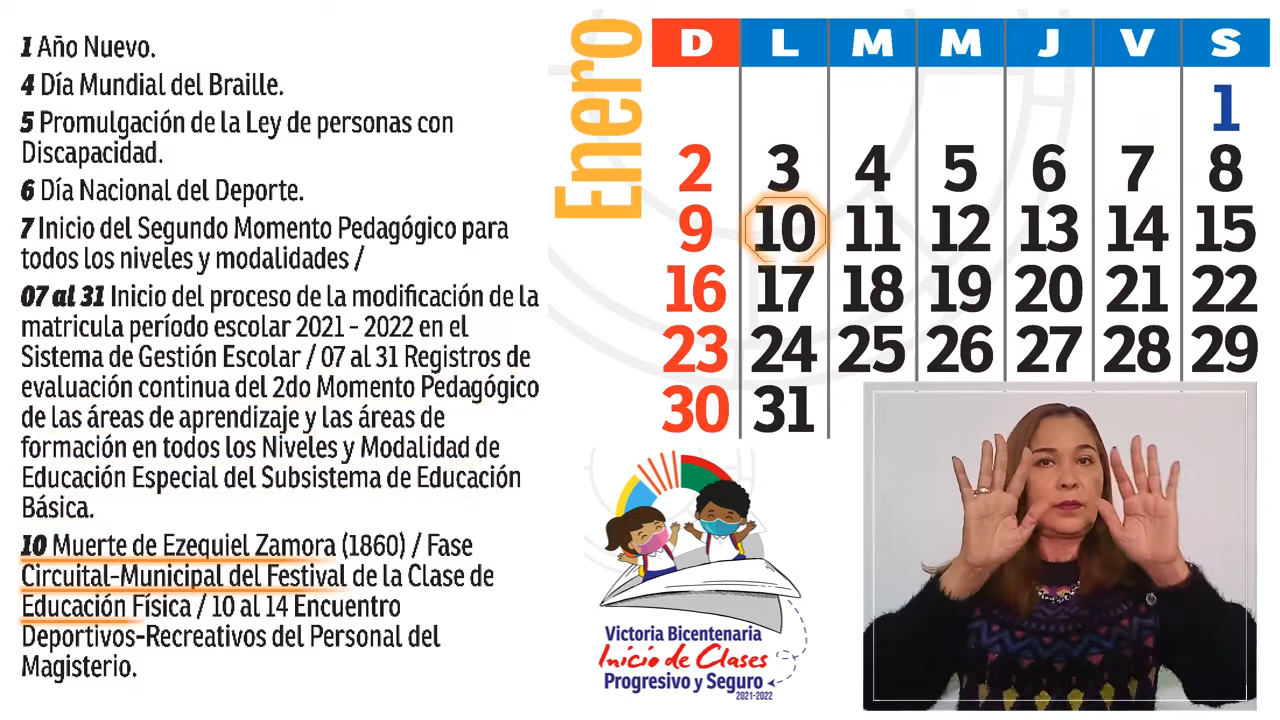 1 Año Nuevo.
4 Día Mundial del Braille.
5 Promulgación de la Ley de personas con
Discapacidad.
6 Día Nacional del Deporte.
7 Inicio del Segundo Momento Pedagógico para
todos los niveles y modalidades /
07 al 31 Inicio del proceso de la modificación de la
matricula período escolar 2021 - 2022 en el
Sistema de Gestión Escolar / 07 al 31 Registros de
evaluación continua del 2do Momento Pedagógico
de las áreas de aprendizaje y las áreas de
formación en todos los Niveles y Modalidad de
Educación Especial del Subsistema de Educación
Básica.
10 Muerte de Ezequiel Zamora (1860) / Fase
Circuital-Municipal del Festival de la Clase de
Educación Física / 10 al 14 Encuentro
Deportivos-Recreativos del Personal del
Magisterio.
Enero
D L M M J V S
1
2 3 4 5 6 7 8
9 10 11 12 13 14 15
16 17 18 19 20 21 22
23 24 25 26 27 28 29
30 31
Victoria Bicentenaria
Inicio de Clases
Progresivo y Seguro
2021-2022